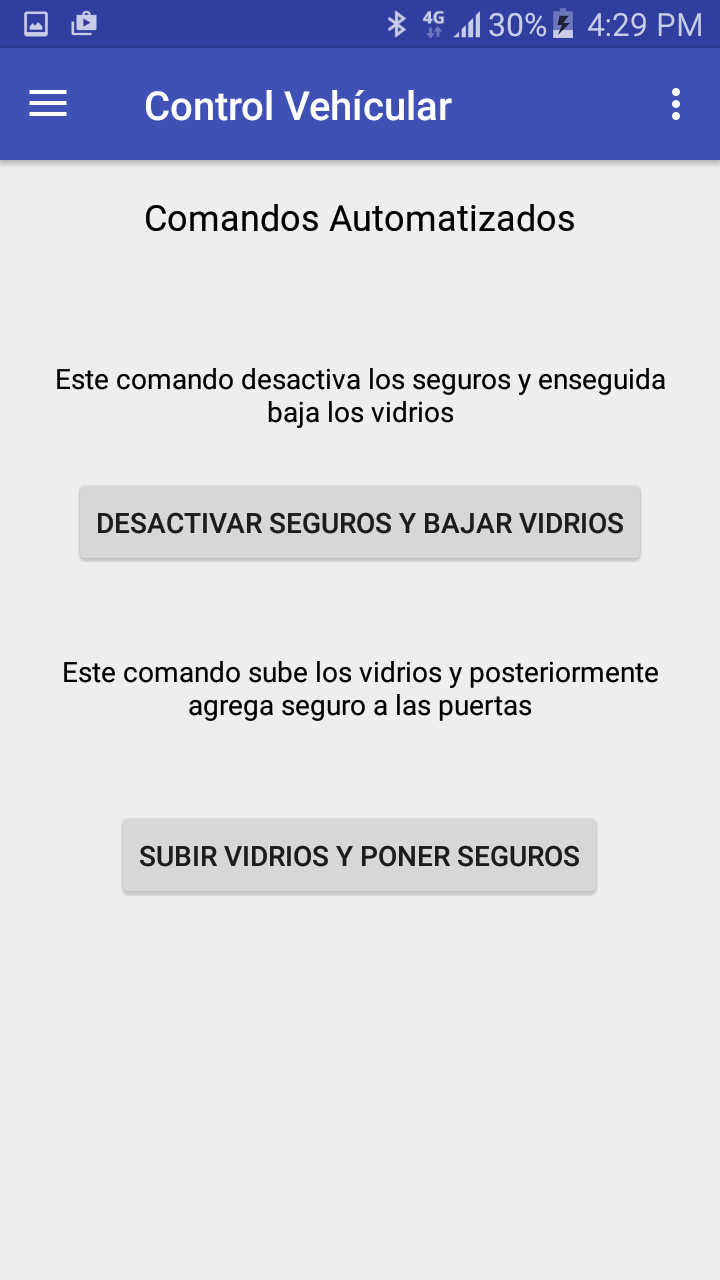 4G 30% 4:29 PM
Control Vehícular
Comandos Automatizados
Este comando desactiva los seguros y enseguida
baja los vidrios
DESACTIVAR SEGUROS Y BAJAR VIDRIOS
Este comando sube los vidrios y posteriormente
agrega seguro a las puertas
SUBIR VIDRIOS Y PONER SEGUROS